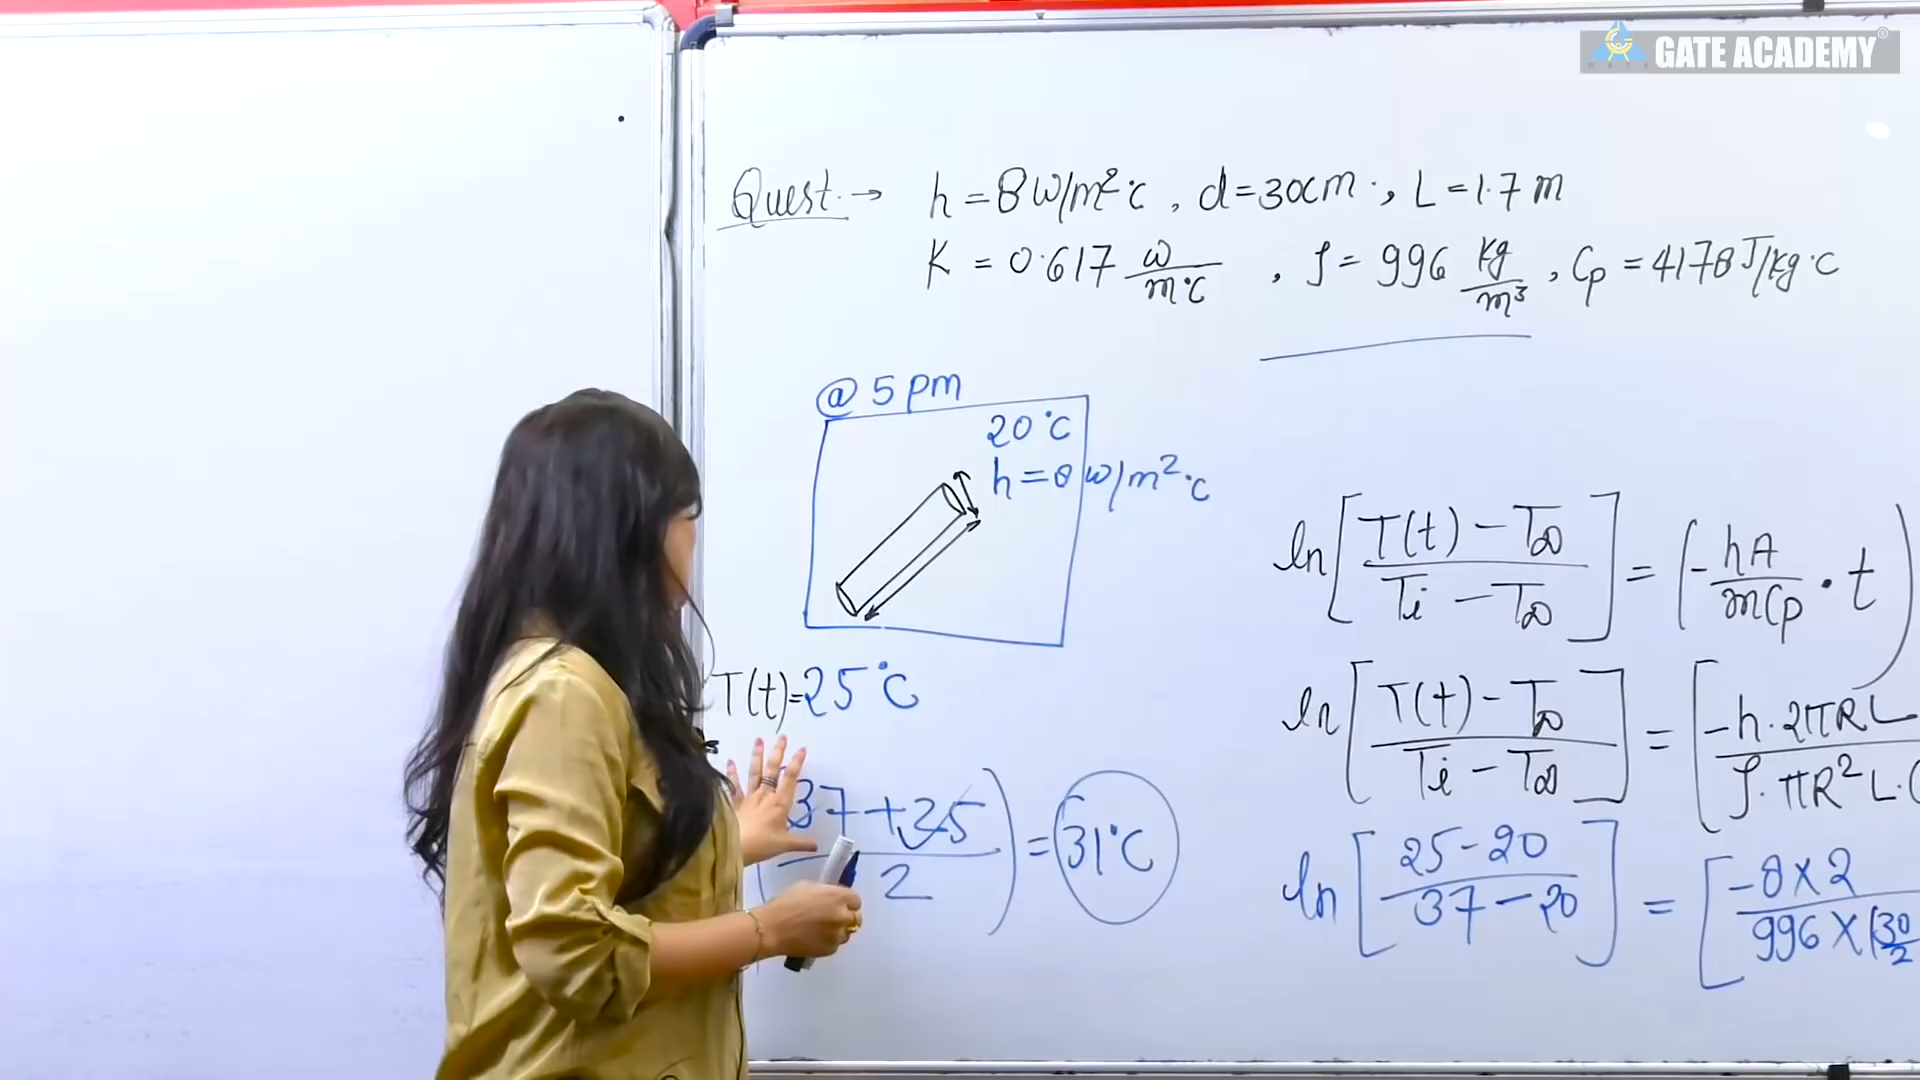 GATE ACADEMY®
Quest. → h = 8 W/m²°C, d = 30cm., L = 1.7 m
K = 0.617 W/m°C, ρ = 996 kg/m³, Cp = 4178 J/kg°C
@ 5 pm
20°C
h = 8 W/m²°C
ln[(T(t) - T∞)/(Ti - T∞)] = (-hA/mCp · t)
T(t) = 25°C
ln[(T(t) - T∞)/(Ti - T∞)] = [-h·2πRL/ρ·πR²L·
(37 + 25)/2) = 31°C
ln[(25 - 20)/(37 - 20)] = [-8 × 2/996 × (30/2